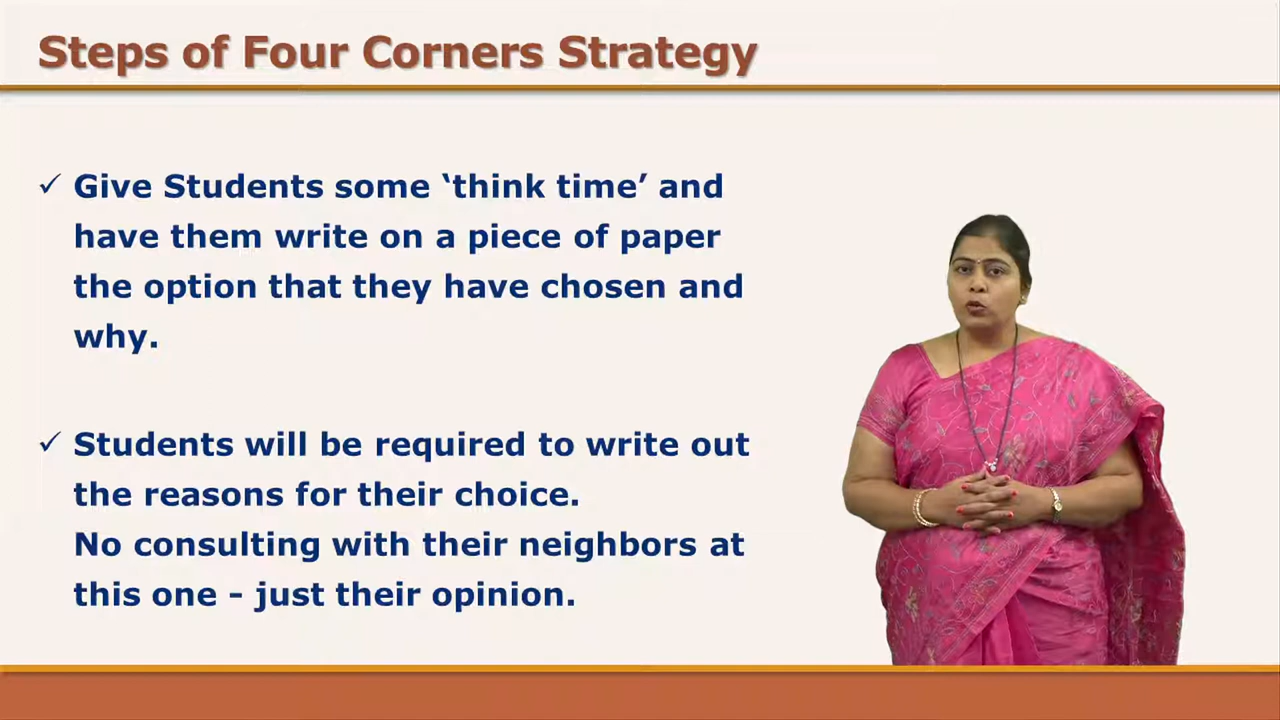 Steps of Four Corners Strategy
✓ Give Students some ‘think time’ and
have them write on a piece of paper
the option that they have chosen and
why.
✓ Students will be required to write out
the reasons for their choice.
No consulting with their neighbors at
this one - just their opinion.